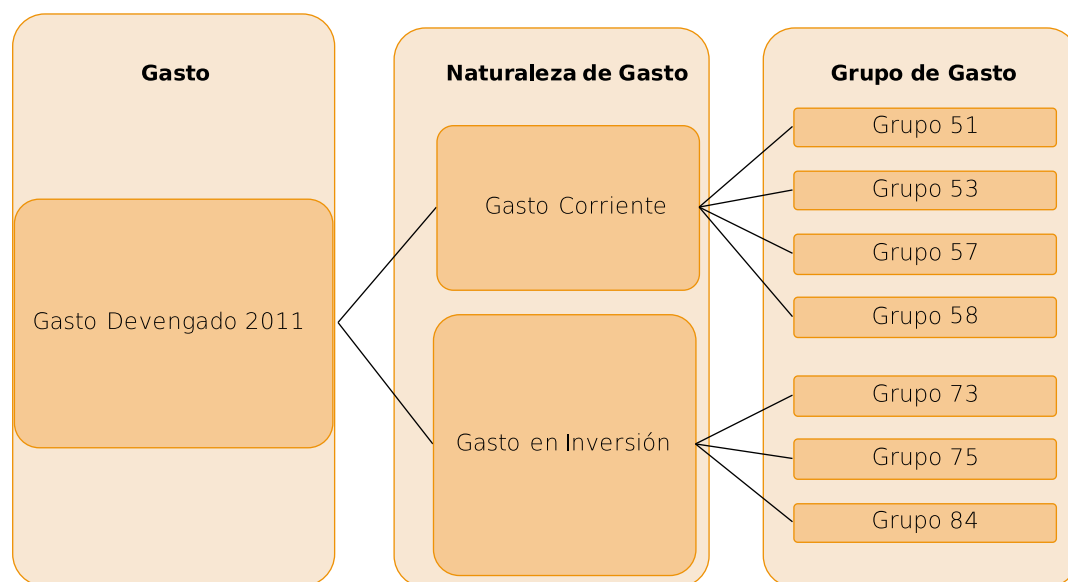 Gasto
Gasto Devengado 2011
Naturaleza de Gasto
Gasto Corriente
Gasto en Inversión
Grupo de Gasto
Grupo 51
Grupo 53
Grupo 57
Grupo 58
Grupo 73
Grupo 75
Grupo 84